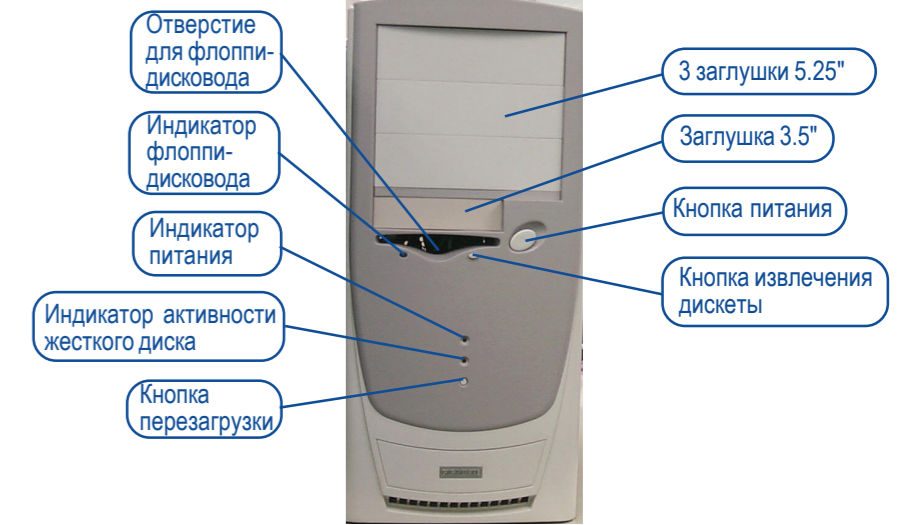 Отверстие
для флоппи-
дисковода
Индикатор
флоппи-
дисковода
Индикатор
питания
Индикатор активности
жесткого диска
Кнопка
перезагрузки
3 заглушки 5.25"
Заглушка 3.5"
Кнопка питания
Кнопка извлечения
дискеты